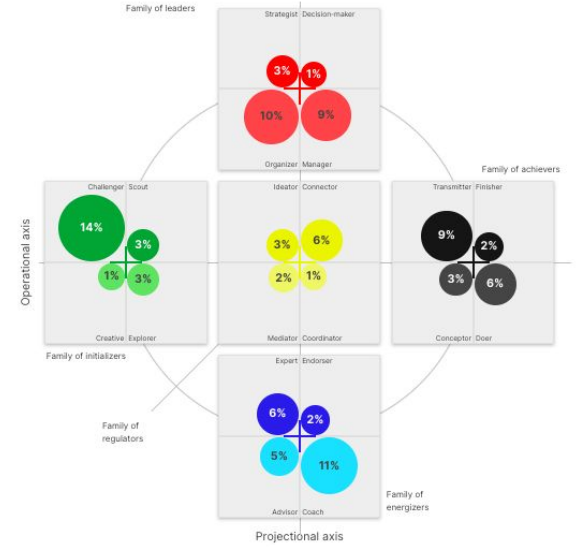 Family of leaders
Strategist Decision-maker
3% 1%
10% 9%
Organizer Manager
Family of achievers
Challenger Scout
14%
3%
1% 3%
Creative Explorer
Family of initializers
Ideator Connector
3% 6%
2% 1%
Mediator Coordinator
Transmitter Finisher
9% 2%
3% 6%
Conceptor Doer
Operational axis
Expert Endorser
6% 2%
5% 11%
Advisor Coach
Family of
regulators
Family of
energizers
Projectional axis